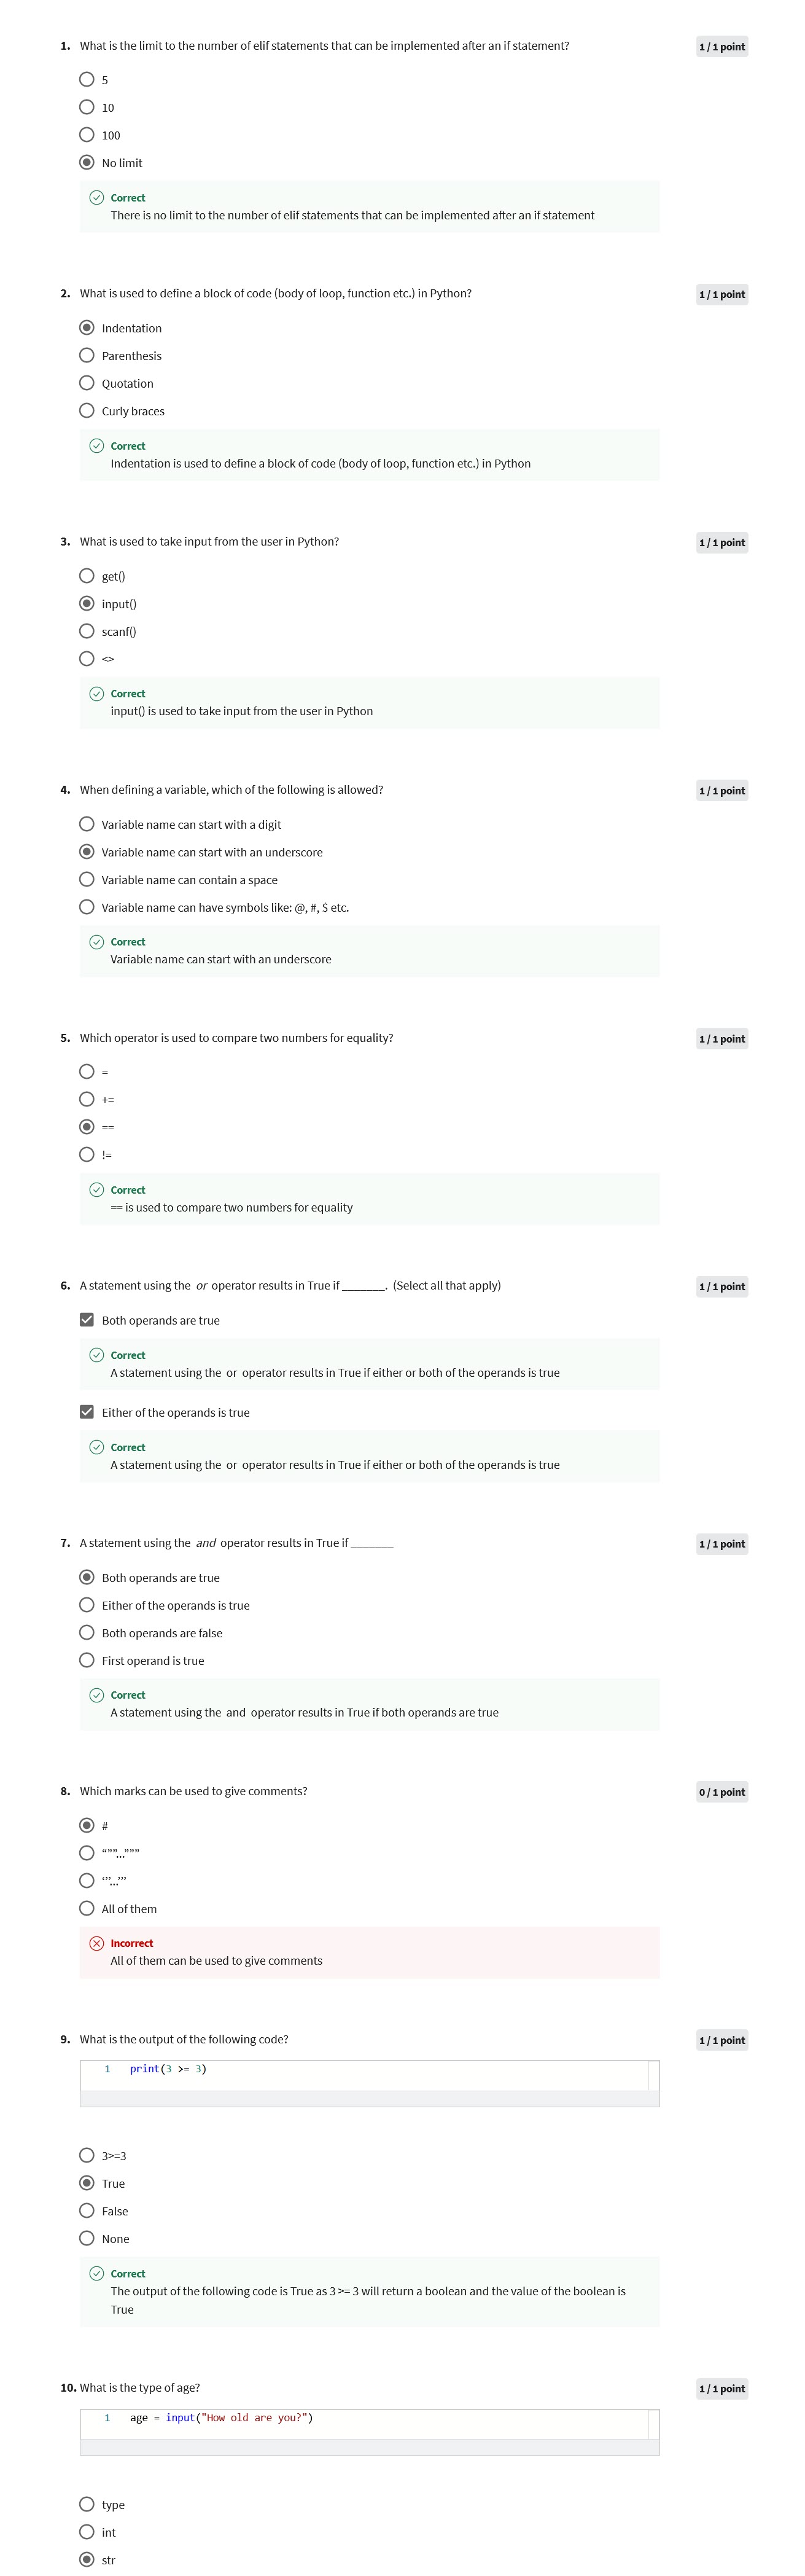 1. What is the limit to the number of elif statements that can be implemented after an if statement?
1 / 1 point
5
10
100
No limit
Correct
There is no limit to the number of elif statements that can be implemented after an if statement
2. What is used to define a block of code (body of loop, function etc.) in Python?
1 / 1 point
Indentation
Parenthesis
Quotation
Curly braces
Correct
Indentation is used to define a block of code (body of loop, function etc.) in Python
3. What is used to take input from the user in Python?
1 / 1 point
get()
input()
scanf()
<>
Correct
input() is used to take input from the user in Python
4. When defining a variable, which of the following is allowed?
1 / 1 point
Variable name can start with a digit
Variable name can start with an underscore
Variable name can contain a space
Variable name can have symbols like: @, #, $ etc.
Correct
Variable name can start with an underscore
5. Which operator is used to compare two numbers for equality?
1 / 1 point
=
+=
==
!=
Correct
== is used to compare two numbers for equality
6. A statement using the or operator results in True if _______. (Select all that apply)
1 / 1 point
Both operands are true
Correct
A statement using the or operator results in True if either or both of the operands is true
Either of the operands is true
Correct
A statement using the or operator results in True if either or both of the operands is true
7. A statement using the and operator results in True if _______
1 / 1 point
Both operands are true
Either of the operands is true
Both operands are false
First operand is true
Correct
A statement using the and operator results in True if both operands are true
8. Which marks can be used to give comments?
0 / 1 point
#
“””…”””
‘’’…’’’
All of them
Incorrect
All of them can be used to give comments
9. What is the output of the following code?
1 / 1 point
1 print(3 >= 3)
3>=3
True
False
None
Correct
The output of the following code is True as 3 >= 3 will return a boolean and the value of the boolean is
True
10. What is the type of age?
1 / 1 point
1 age = input("How old are you?")
type
int
str